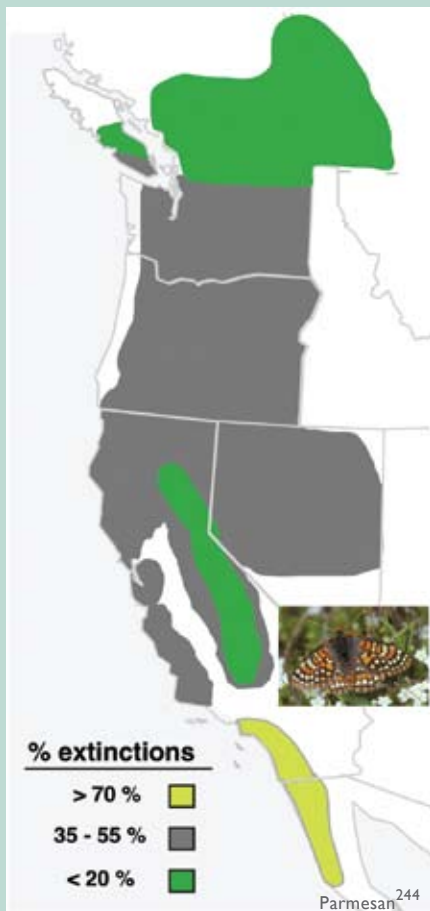 % extinctions
> 70 %
35 - 55 %
< 20 %
Parmesan244